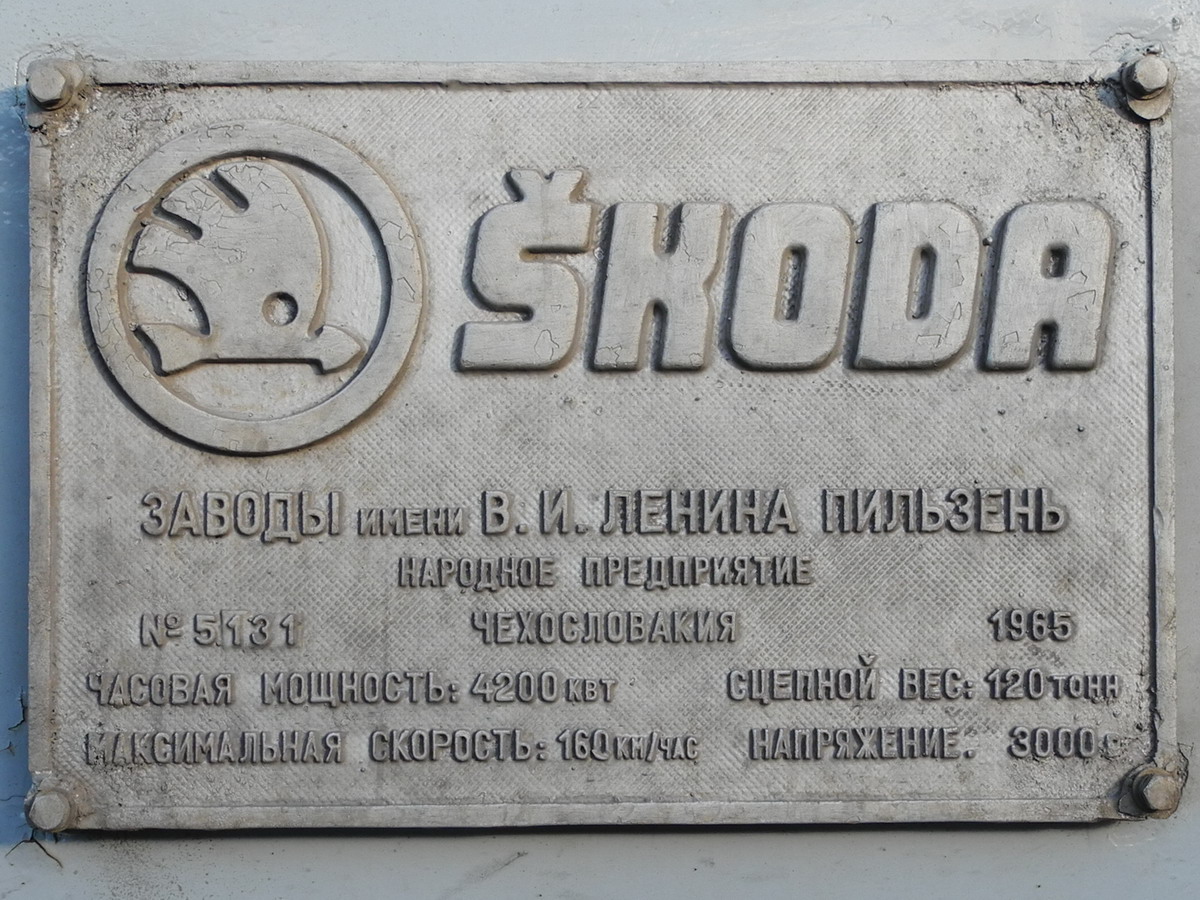 ŠKODA
ЗАВОДЫ ИМЕНИ В. И. ЛЕНИНА ПИЛЬЗЕНЬ
НАРОДНОЕ ПРЕДПРИЯТИЕ
№ 5131 ЧЕХОСЛОВАКИЯ 1965
ЧАСОВАЯ МОЩНОСТЬ: 4200 КВТ СЦЕПНОЙ ВЕС: 120 ТОНН
МАКСИМАЛЬНАЯ СКОРОСТЬ: 160 КМ/ЧАС НАПРЯЖЕНИЕ: 3000